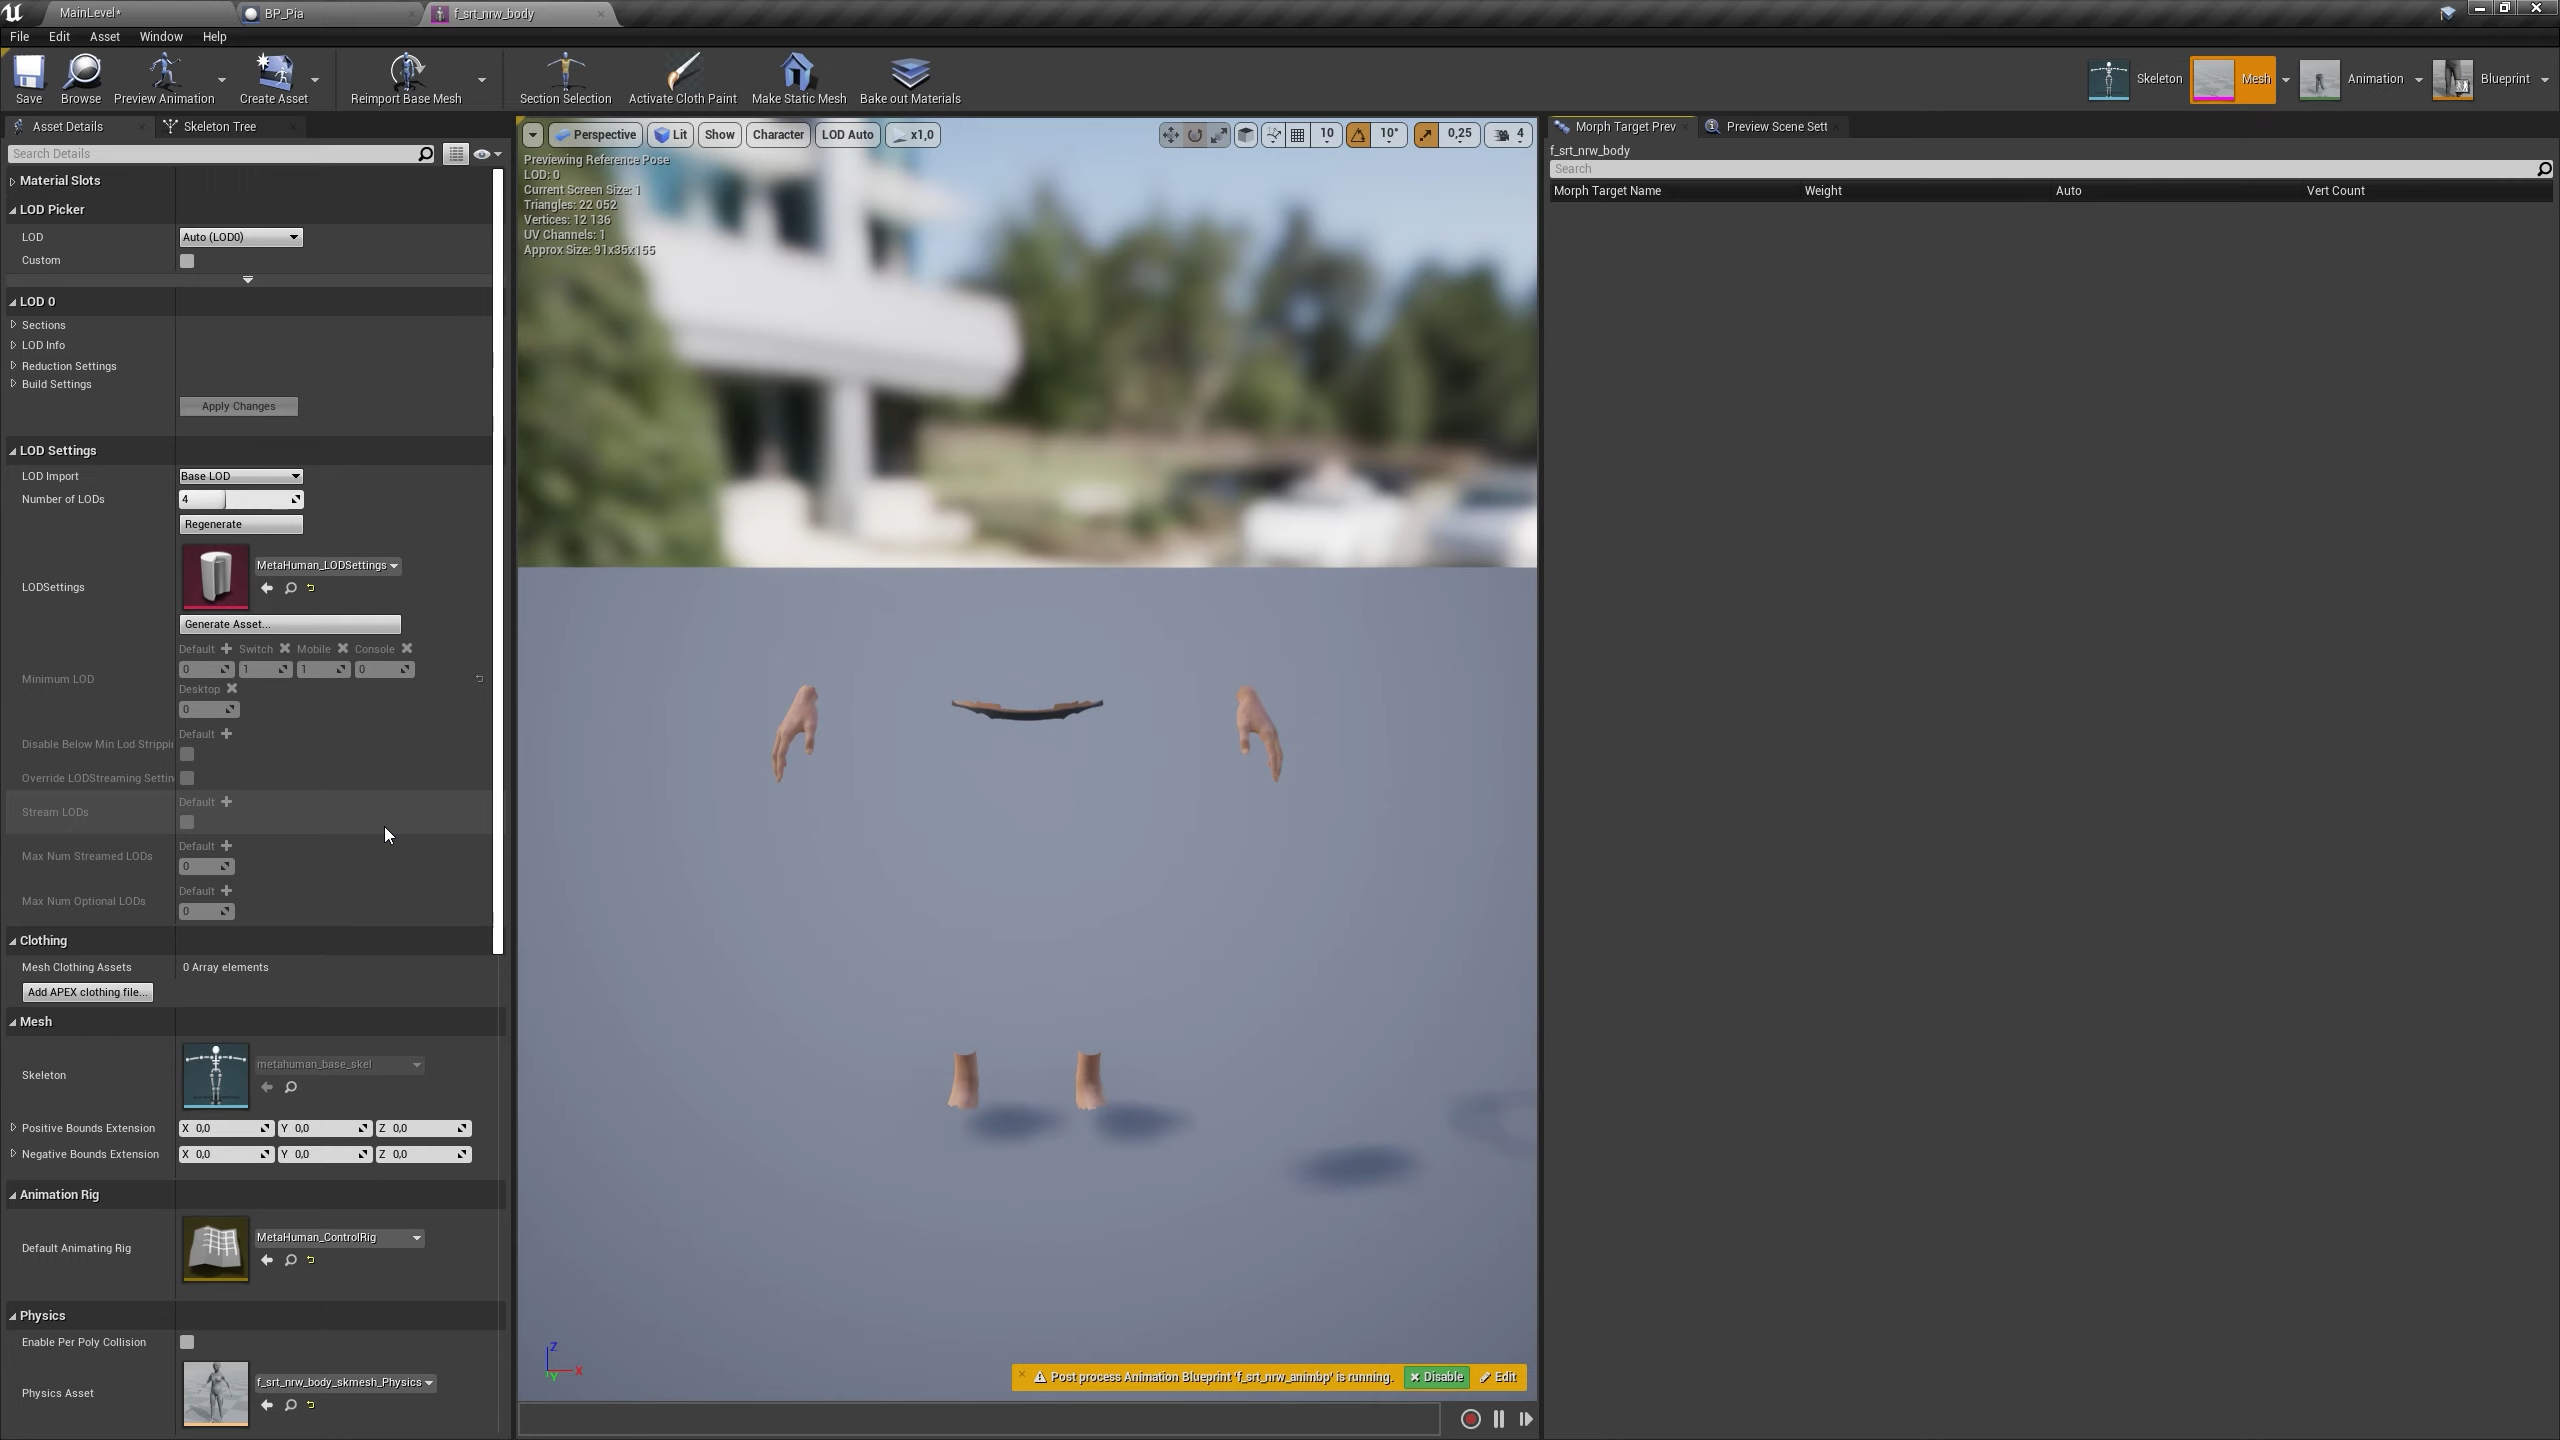 MainLevel*
BP_Pia
f_srt_nrw_body
File Edit Asset Window Help
Save
Browse
Preview Animation
Create Asset
Reimport Base Mesh
Section Selection
Activate Cloth Paint
Make Static Mesh
Bake out Materials
Skeleton
Mesh
Animation
Blueprint
Asset Details
Skeleton Tree
Search Details
Material Slots
LOD Picker
LOD Auto (LOD0)
Custom
LOD 0
Sections
LOD Info
Reduction Settings
Build Settings
Apply Changes
LOD Settings
LOD Import Base LOD
Number of LODs 4
Regenerate
LODSettings MetaHuman_LODSettings
Generate Asset...
Default Switch Mobile Console
Minimum LOD 0 1 1 0
Desktop
0
Default
Disable Below Min Lod Strippi
Override LODStreaming Settin
Default
Stream LODs
Default
Max Num Streamed LODs
0
Default
Max Num Optional LODs
0
Clothing
Mesh Clothing Assets 0 Array elements
Add APEX clothing file...
Mesh
Skeleton metahuman_base_skel
Positive Bounds Extension X 0,0 Y 0,0 Z 0,0
Negative Bounds Extension X 0,0 Y 0,0 Z 0,0
Animation Rig
Default Animating Rig MetaHuman_ControlRig
Physics
Enable Per Poly Collision
Physics Asset f_srt_nrw_body_skmesh_Physics
Perspective Lit Show Character LOD Auto x1,0 10 10° 0,25 4
Previewing Reference Pose
LOD: 0
Current Screen Size: 1
Triangles: 22 052
Vertices: 12 136
UV Channels: 1
Approx Size: 91x35x155
Z
X
Y
Post process Animation Blueprint 'f_srt_nrw_animbp' is running. Disable Edit
Morph Target Prev
Preview Scene Sett
f_srt_nrw_body
Search
Morph Target Name Weight Auto Vert Count